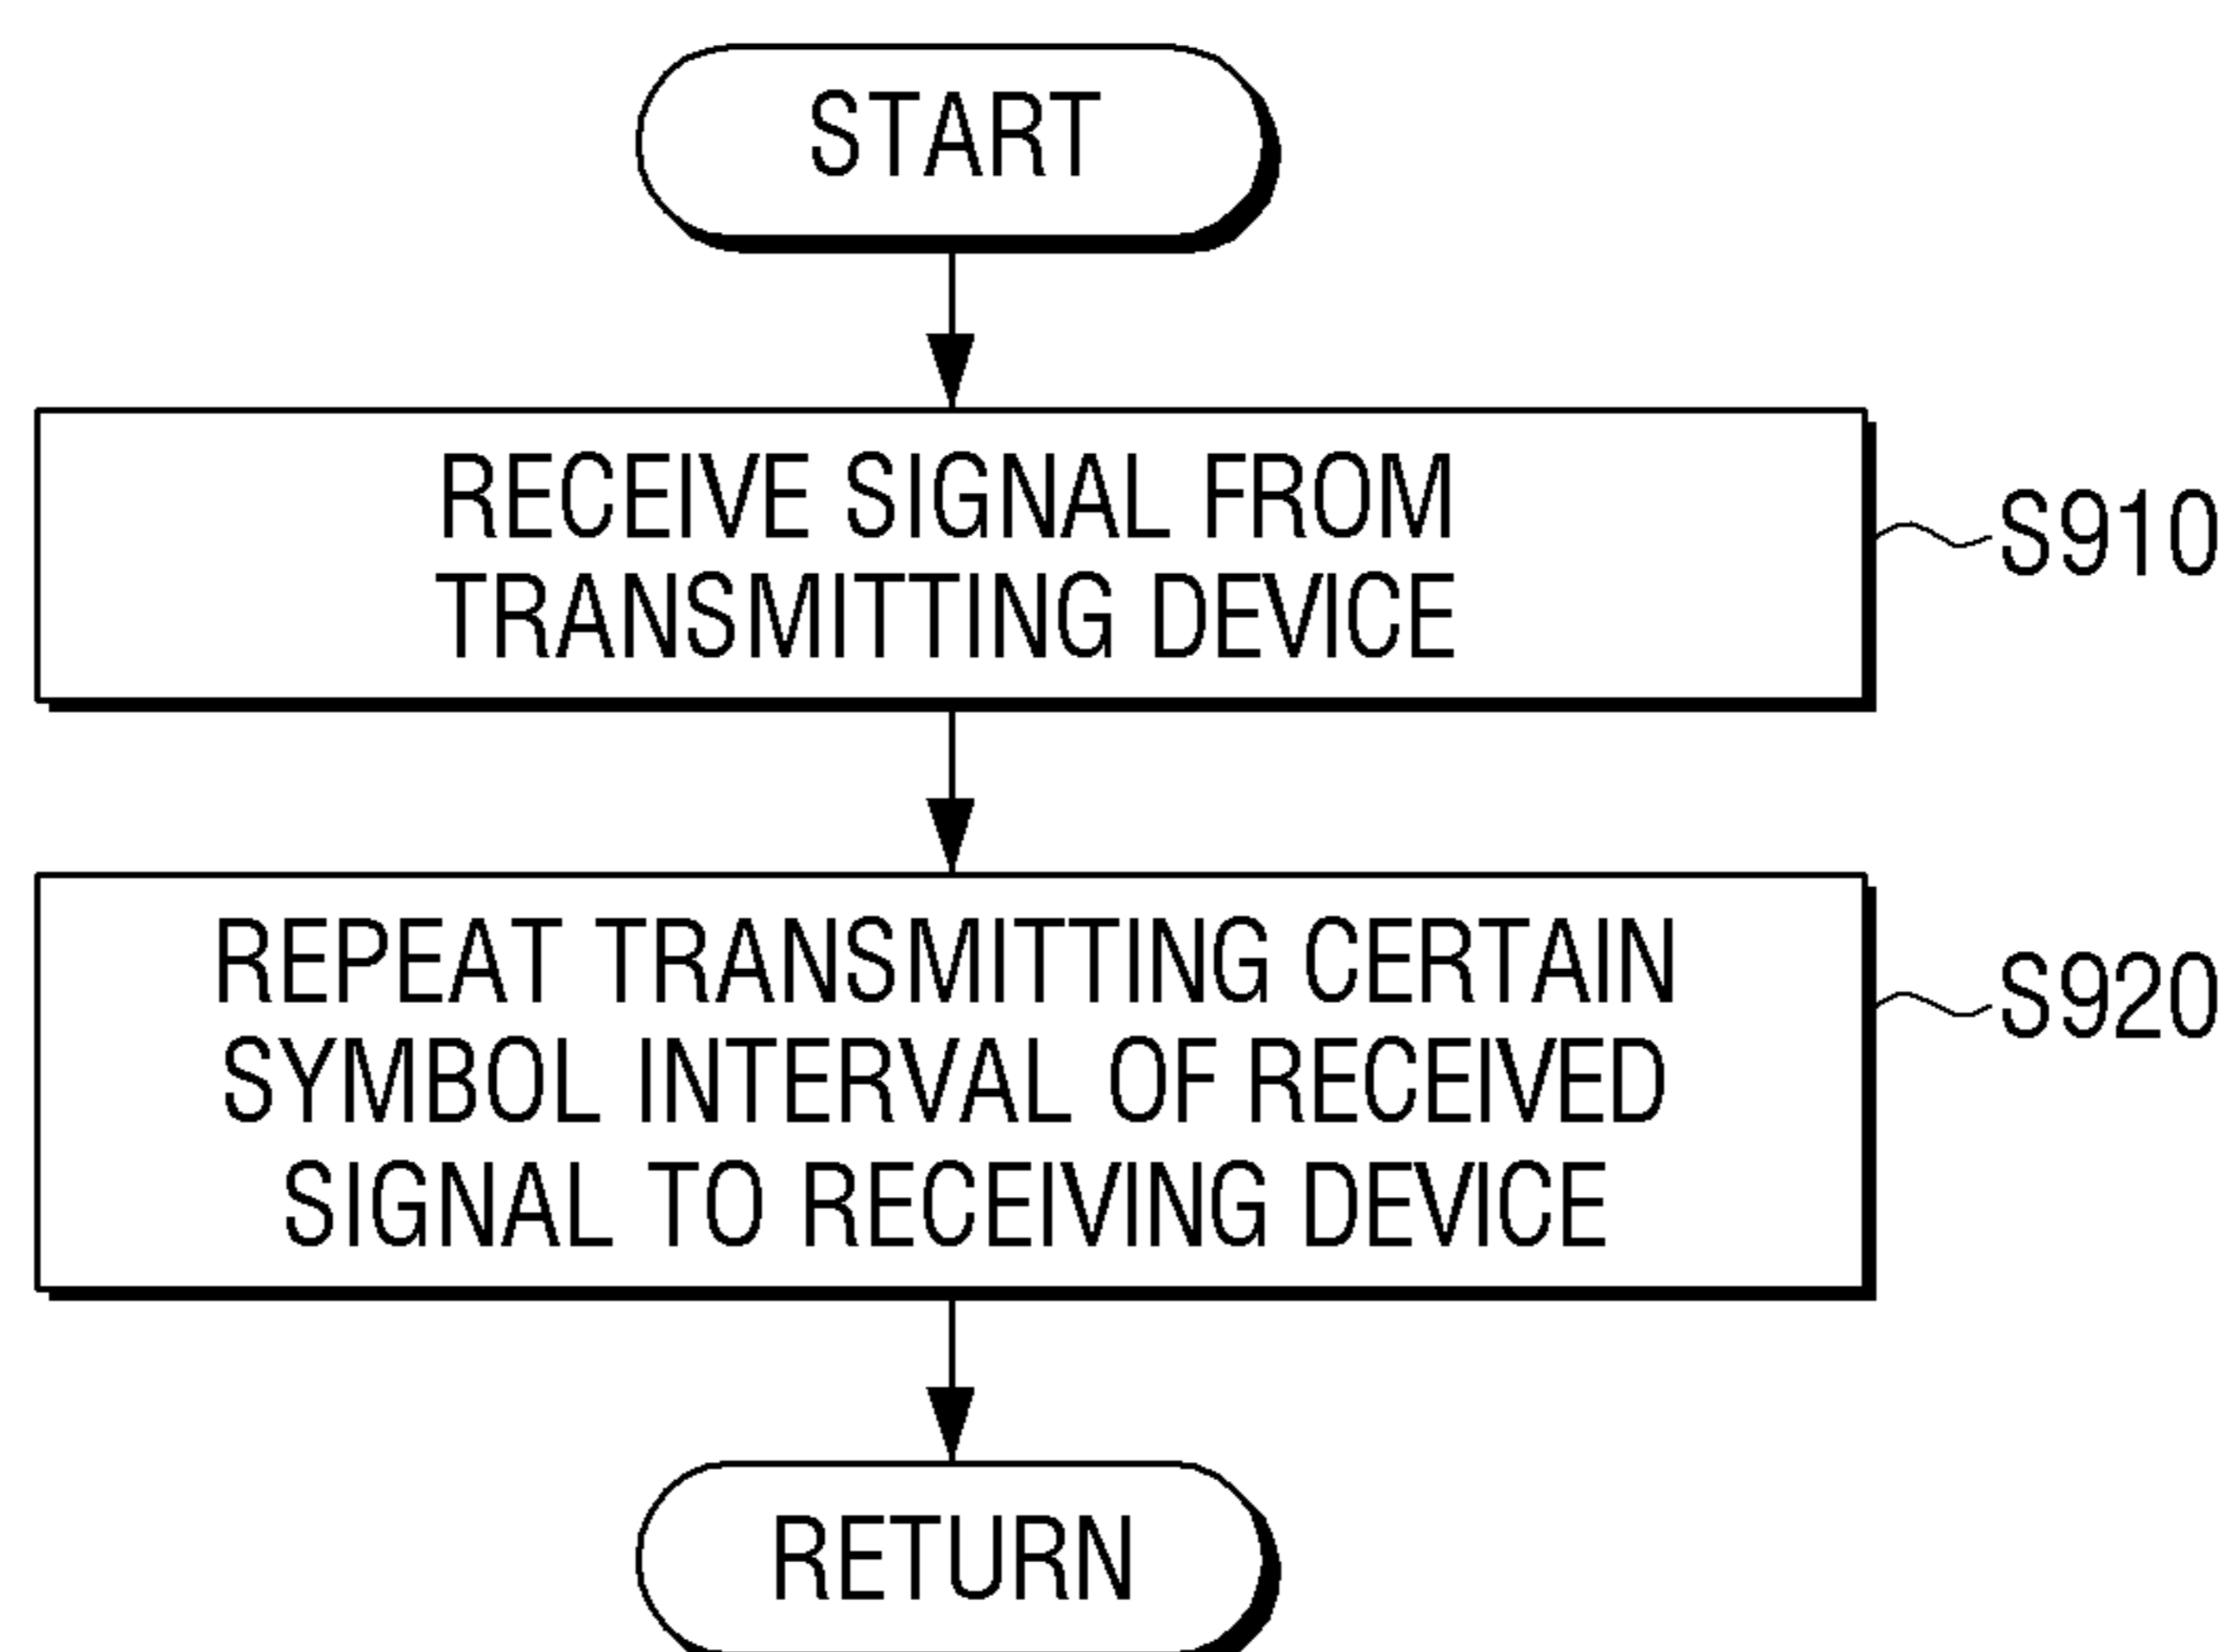 START
RECEIVE SIGNAL FROM
TRANSMITTING DEVICE
S910
REPEAT TRANSMITTING CERTAIN
SYMBOL INTERVAL OF RECEIVED
SIGNAL TO RECEIVING DEVICE
S920
RETURN